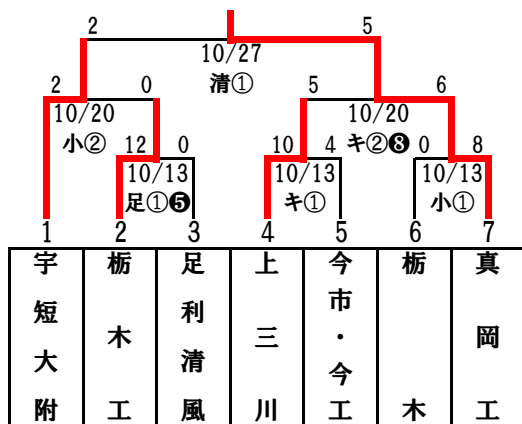 2 5
10/27
清①
2 0 5 6
10/20 10/20
小② キ②❽
12 0 10 4 0 8
10/13 10/13 10/13
足①❺ キ① 小①
1 2 3 4 5 6 7
宇短大附
栃木工
足利清風
上三川
今市・今工
栃木
真岡工